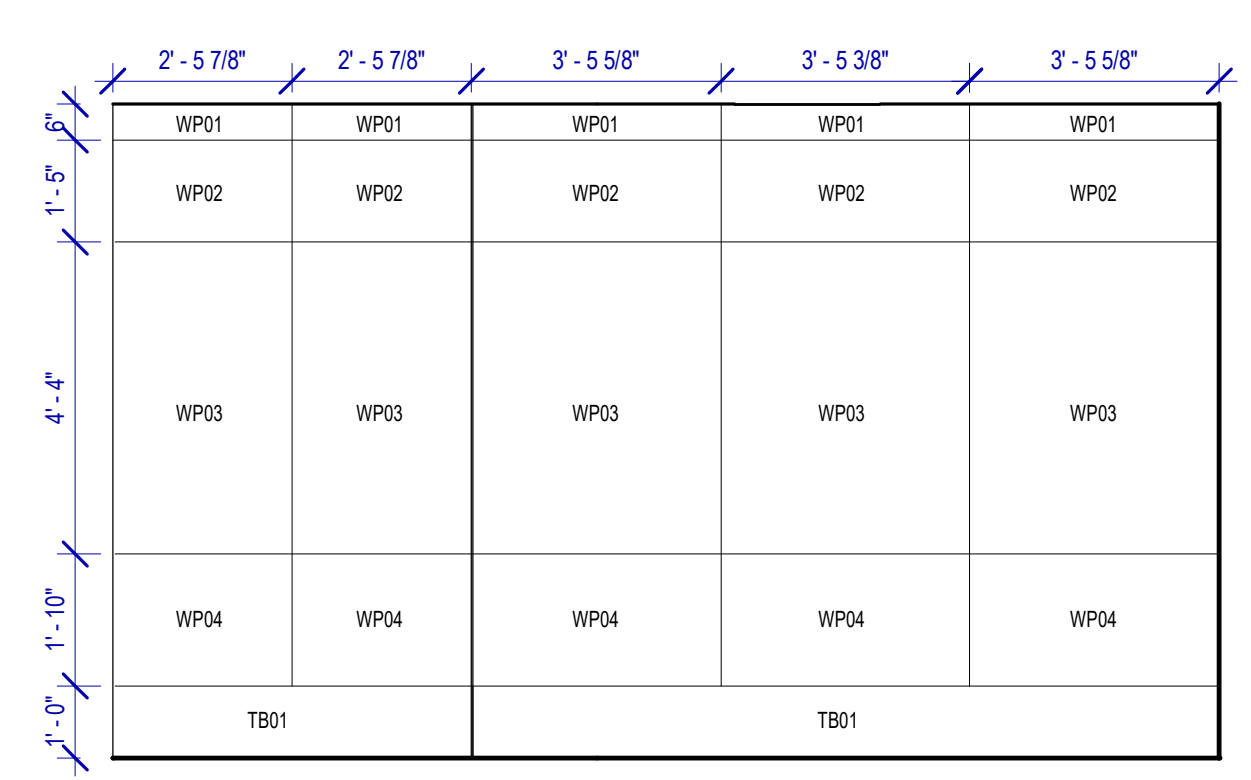 2' - 5 7/8" 2' - 5 7/8" 3' - 5 5/8" 3' - 5 3/8" 3' - 5 5/8"
6"
WP01 WP01 WP01 WP01 WP01
1' - 5"
WP02 WP02 WP02 WP02 WP02
4' - 4"
WP03 WP03 WP03 WP03 WP03
1' - 10"
WP04 WP04 WP04 WP04 WP04
1' - 0"
TB01 TB01